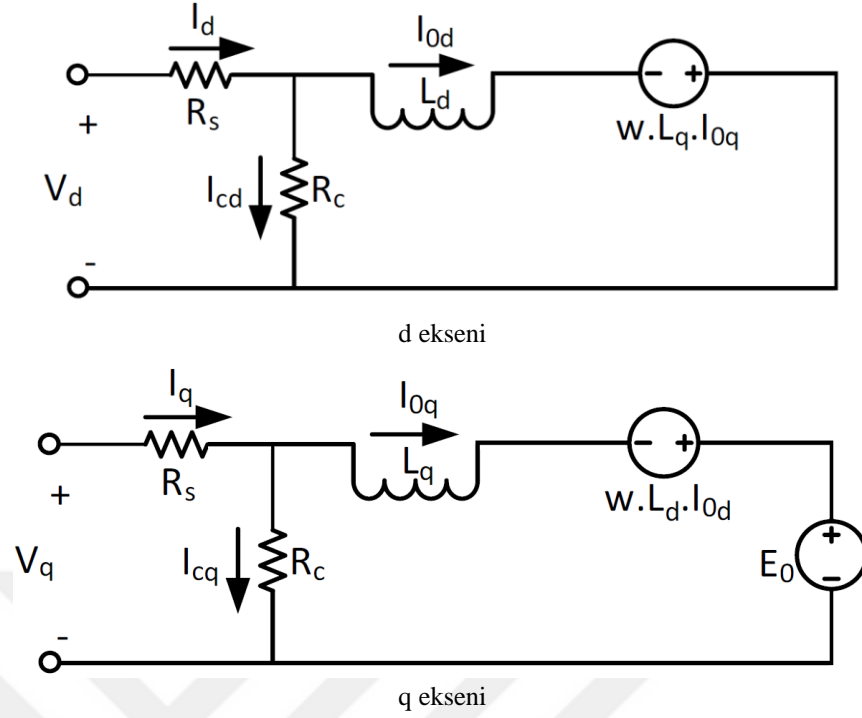 I_d
I_0d
R_s
L_d
- +
w.L_q.I_0q
+
V_d
I_cd
R_c
-
d ekseni
I_q
I_0q
R_s
L_q
- +
w.L_d.I_0d
+
V_q
I_cq
R_c
+
E_0
-
-
q ekseni